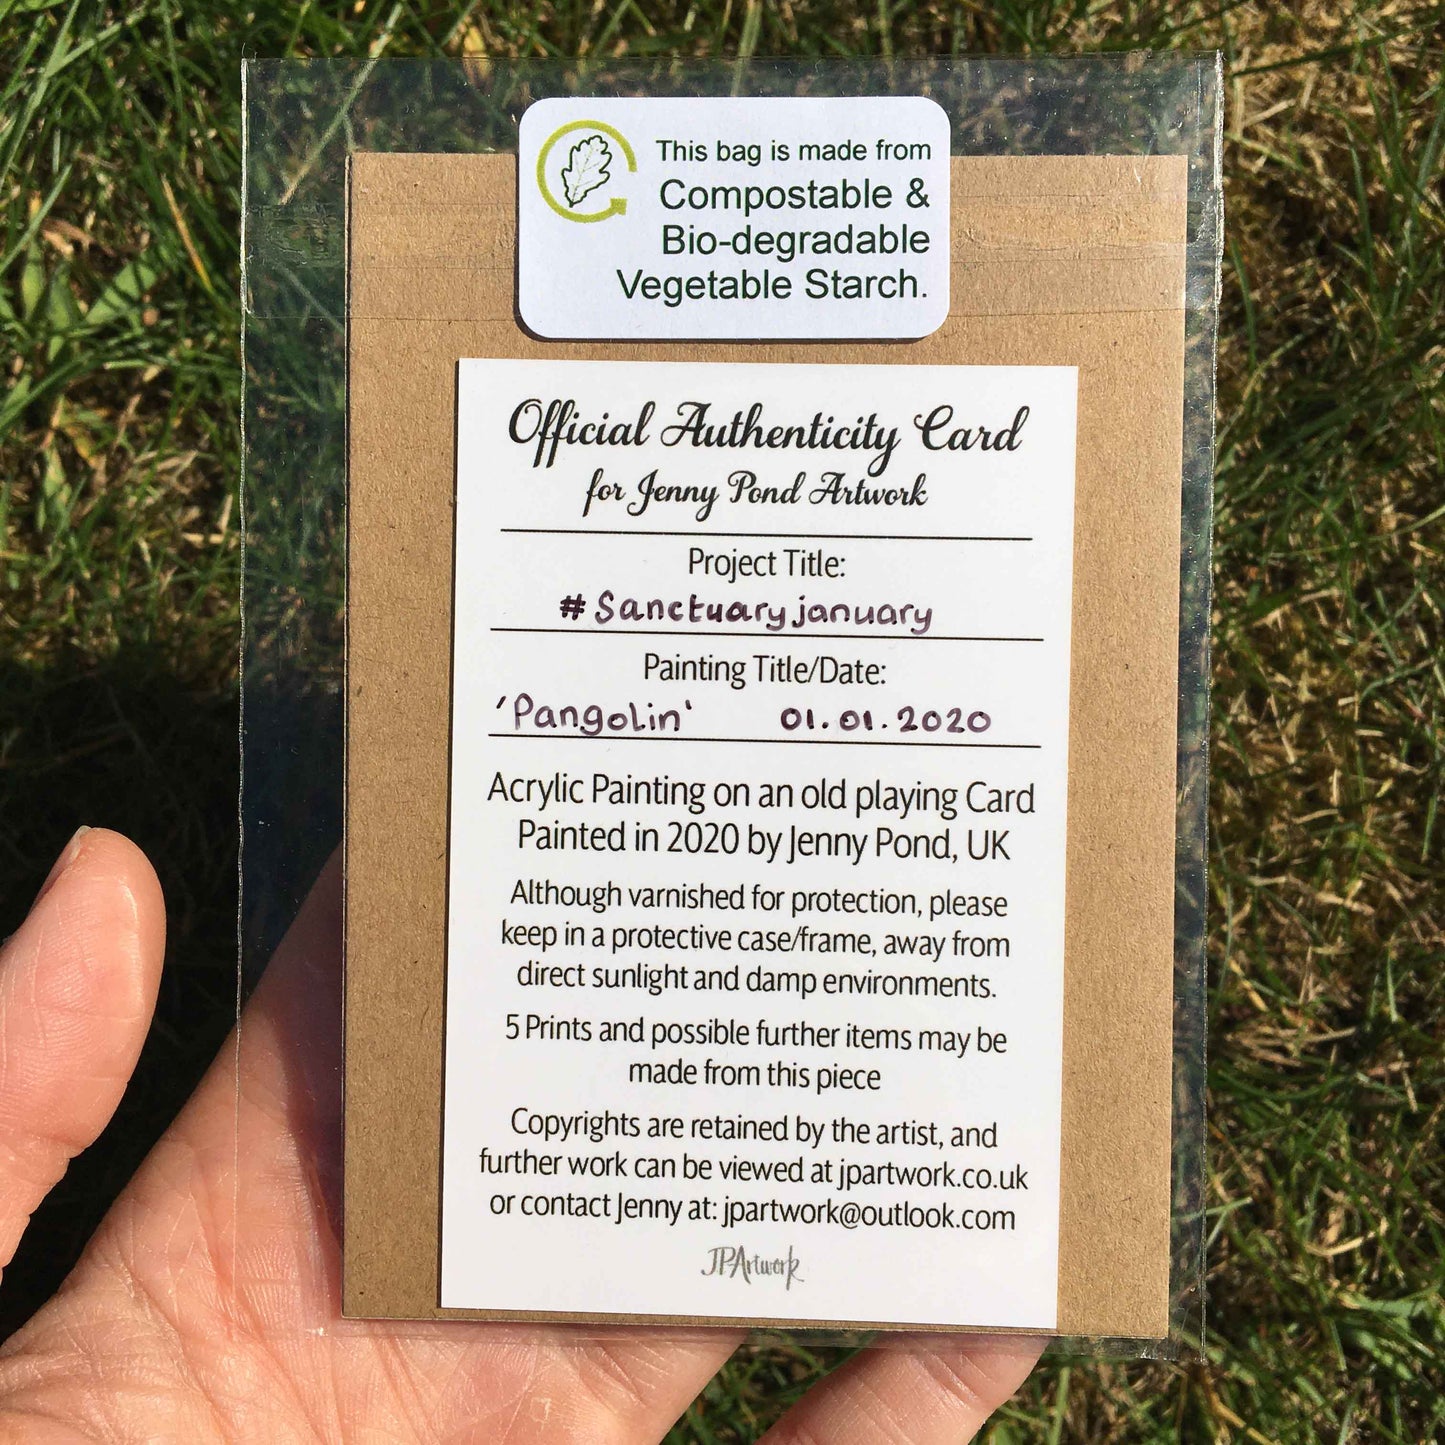 This bag is made from
Compostable &
Bio-degradable
Vegetable Starch.
Official Authenticity Card
for Jenny Pond Artwork
Project Title:
#Sanctuaryjanuary
Painting Title/Date:
'Pangolin' 01.01.2020
Acrylic Painting on an old playing Card
Painted in 2020 by Jenny Pond, UK
Although varnished for protection, please
keep in a protective case/frame, away from
direct sunlight and damp environments.
5 Prints and possible further items may be
made from this piece
Copyrights are retained by the artist, and
further work can be viewed at jpartwork.co.uk
or contact Jenny at: jpartwork@outlook.com
JPArtwork